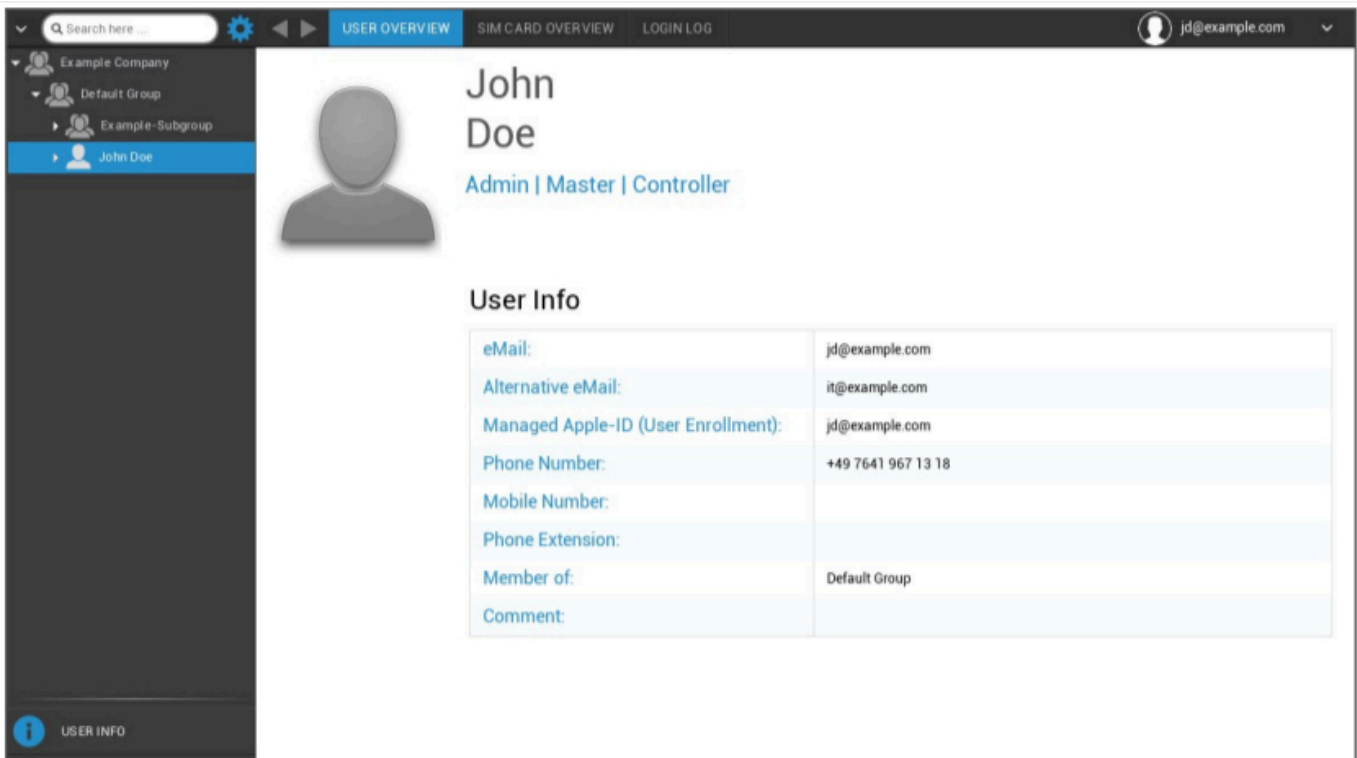 Search here ...
USER OVERVIEW
SIM CARD OVERVIEW
LOGIN LOG
jd@example.com
Example Company
Default Group
Example-Subgroup
John Doe
John
Doe
Admin | Master | Controller
User Info
eMail: jd@example.com
Alternative eMail: it@example.com
Managed Apple-ID (User Enrollment): jd@example.com
Phone Number: +49 7641 967 13 18
Mobile Number:
Phone Extension:
Member of: Default Group
Comment:
i USER INFO